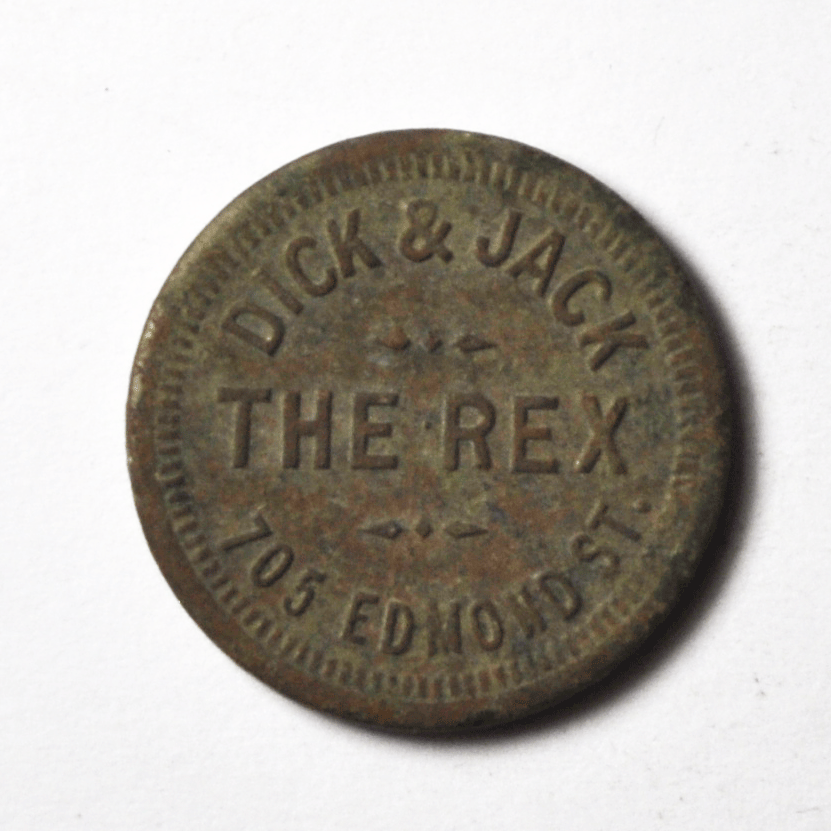 DICK & JACK
THE REX
705 EDMOND ST.